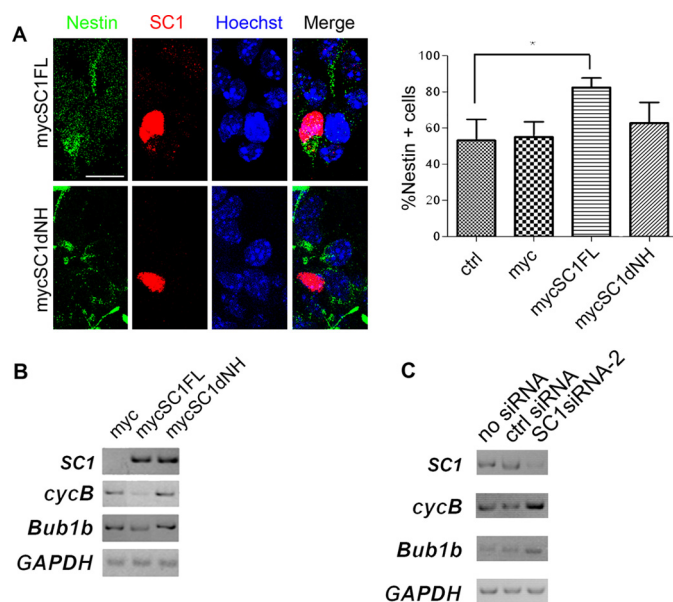 A
Nestin SC1 Hoechst Merge
mycSC1FL
mycSC1dNH
*
%Nestin + cells
100
80
60
40
20
0
ctrl
myc
mycSC1FL
mycSC1dNH
B
myc
mycSC1FL
mycSC1dNH
SC1
cycB
Bub1b
GAPDH
C
no siRNA
ctrl siRNA
SC1siRNA-2
SC1
cycB
Bub1b
GAPDH